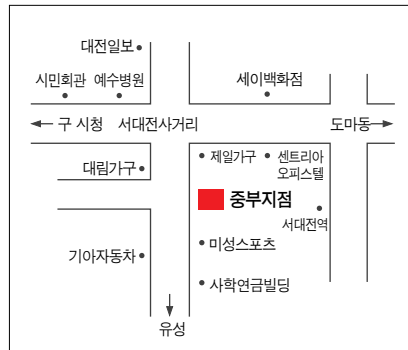 대전일보
시민회관 예수병원
세이백화점
구 시청 서대전사거리 도마동
제일가구 센트리아
오피스텔
대림가구
중부지점
서대전역
미성스포츠
기아자동차
사학연금빌딩
유성